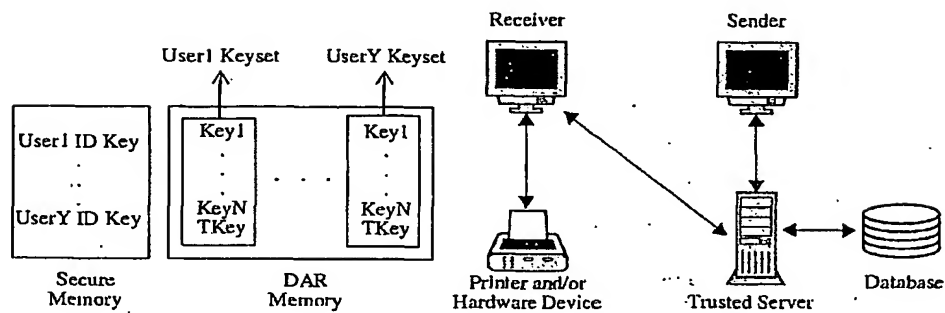 Receiver
Sender
User1 Keyset
UserY Keyset
User1 ID Key
UserY ID Key
Key1
KeyN
TKey
Key1
KeyN
TKey
Secure
Memory
DAR
Memory
Printer and/or
Hardware Device
Trusted Server
Database